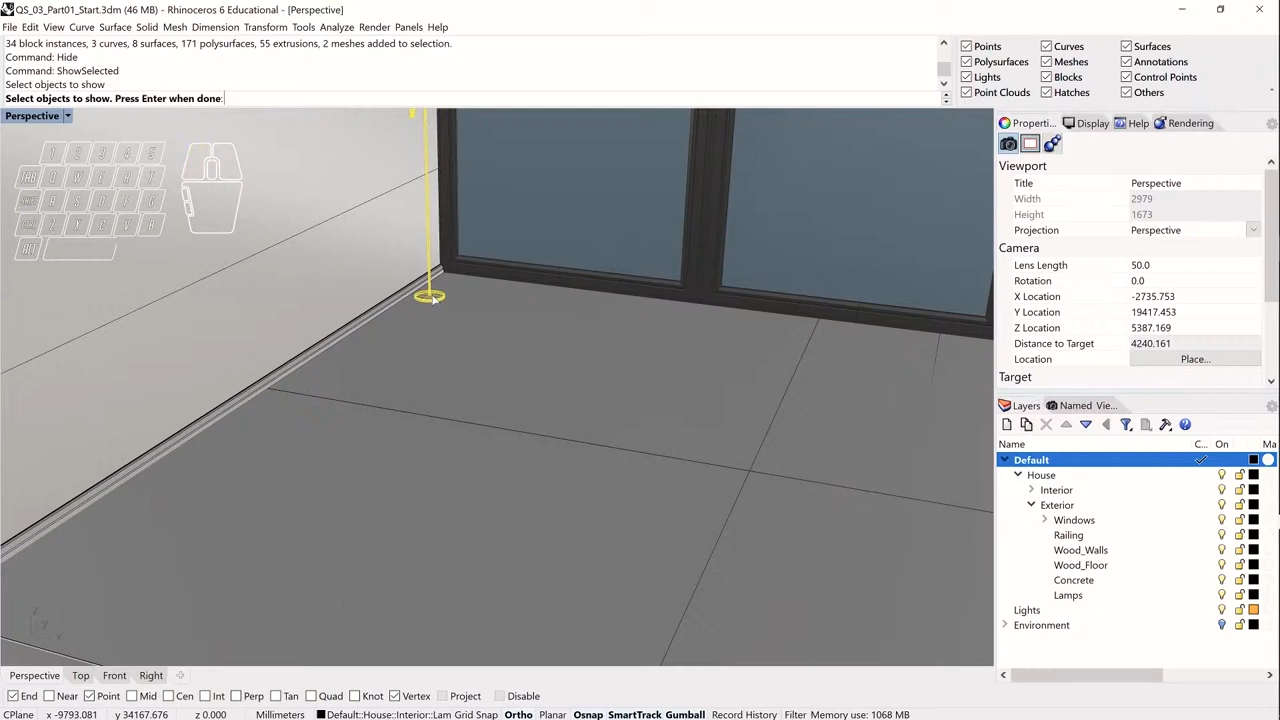 QS_03_Part01_Start.3dm (46 MB) - Rhinoceros 6 Educational - [Perspective]
File Edit View Curve Surface Solid Mesh Dimension Transform Tools Analyze Render Panels Help
34 block instances, 3 curves, 8 surfaces, 171 polysurfaces, 55 extrusions, 2 meshes added to selection.
Command: Hide
Command: ShowSelected
Select objects to show
Select objects to show. Press Enter when done:
Points Curves Surfaces
Polysurfaces Meshes Annotations
Lights Blocks Control Points
Point Clouds Hatches Others
Perspective
1 2 3 4 5
TAB Q W E R T
A S D F G
Z X C V B
ALT
Properti... Display Help Rendering
Viewport
Title Perspective
Width 2979
Height 1673
Projection Perspective
Camera
Lens Length 50.0
Rotation 0.0
X Location -2735.753
Y Location 19417.453
Z Location 5387.169
Distance to Target 4240.161
Location Place...
Target
Layers Named Vie...
Name C... On Ma
Default
House
Interior
Exterior
Windows
Railing
Wood_Walls
Wood_Floor
Concrete
Lamps
Lights
Environment
z
y
x
Perspective Top Front Right
End Near Point Mid Cen Int Perp Tan Quad Knot Vertex Project Disable
CPlane x -9793.081 y 34167.676 z 0.000 Millimeters Default::House::Interior::Lam Grid Snap Ortho Planar Osnap SmartTrack Gumball Record History Filter Memory use: 1068 MB